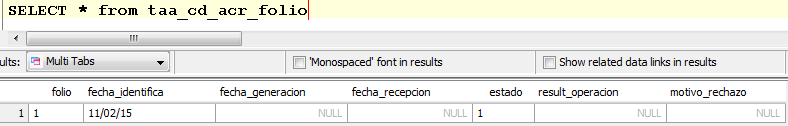 SELECT * from taa_cd_acr_folio
ults: Multi Tabs 'Monospaced' font in results Show related data links in results
folio fecha_identifica fecha_generacion fecha_recepcion estado result_operacion motivo_rechazo
1 1 11/02/15 NULL NULL 1 NULL NULL